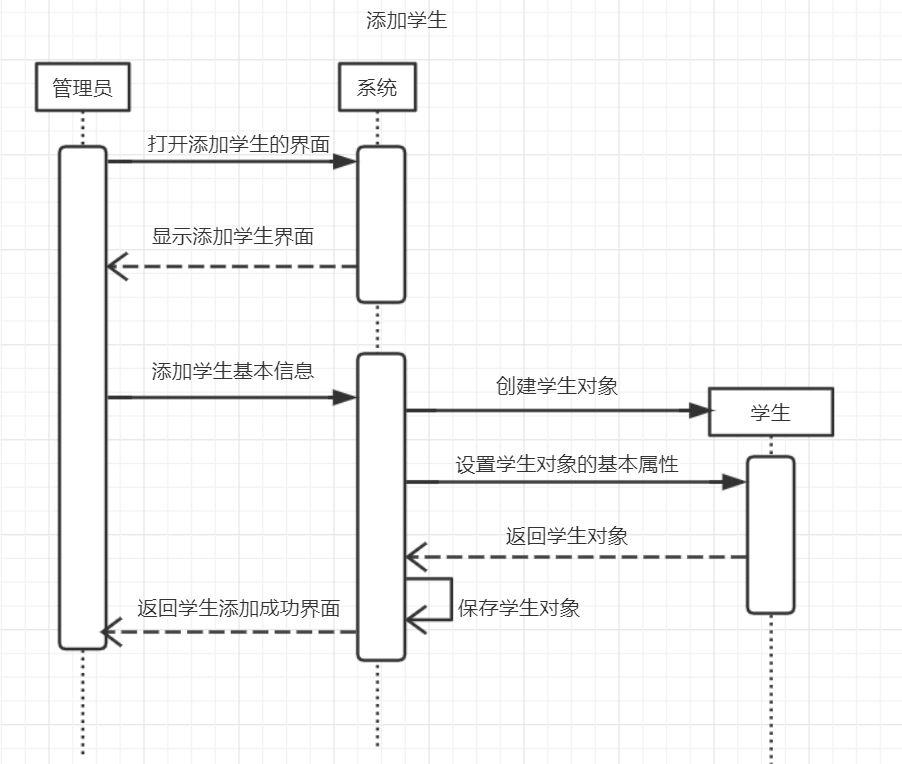 添加学生
管理员
系统
打开添加学生的界面
显示添加学生界面
添加学生基本信息
创建学生对象
学生
设置学生对象的基本属性
返回学生对象
返回学生添加成功界面
保存学生对象